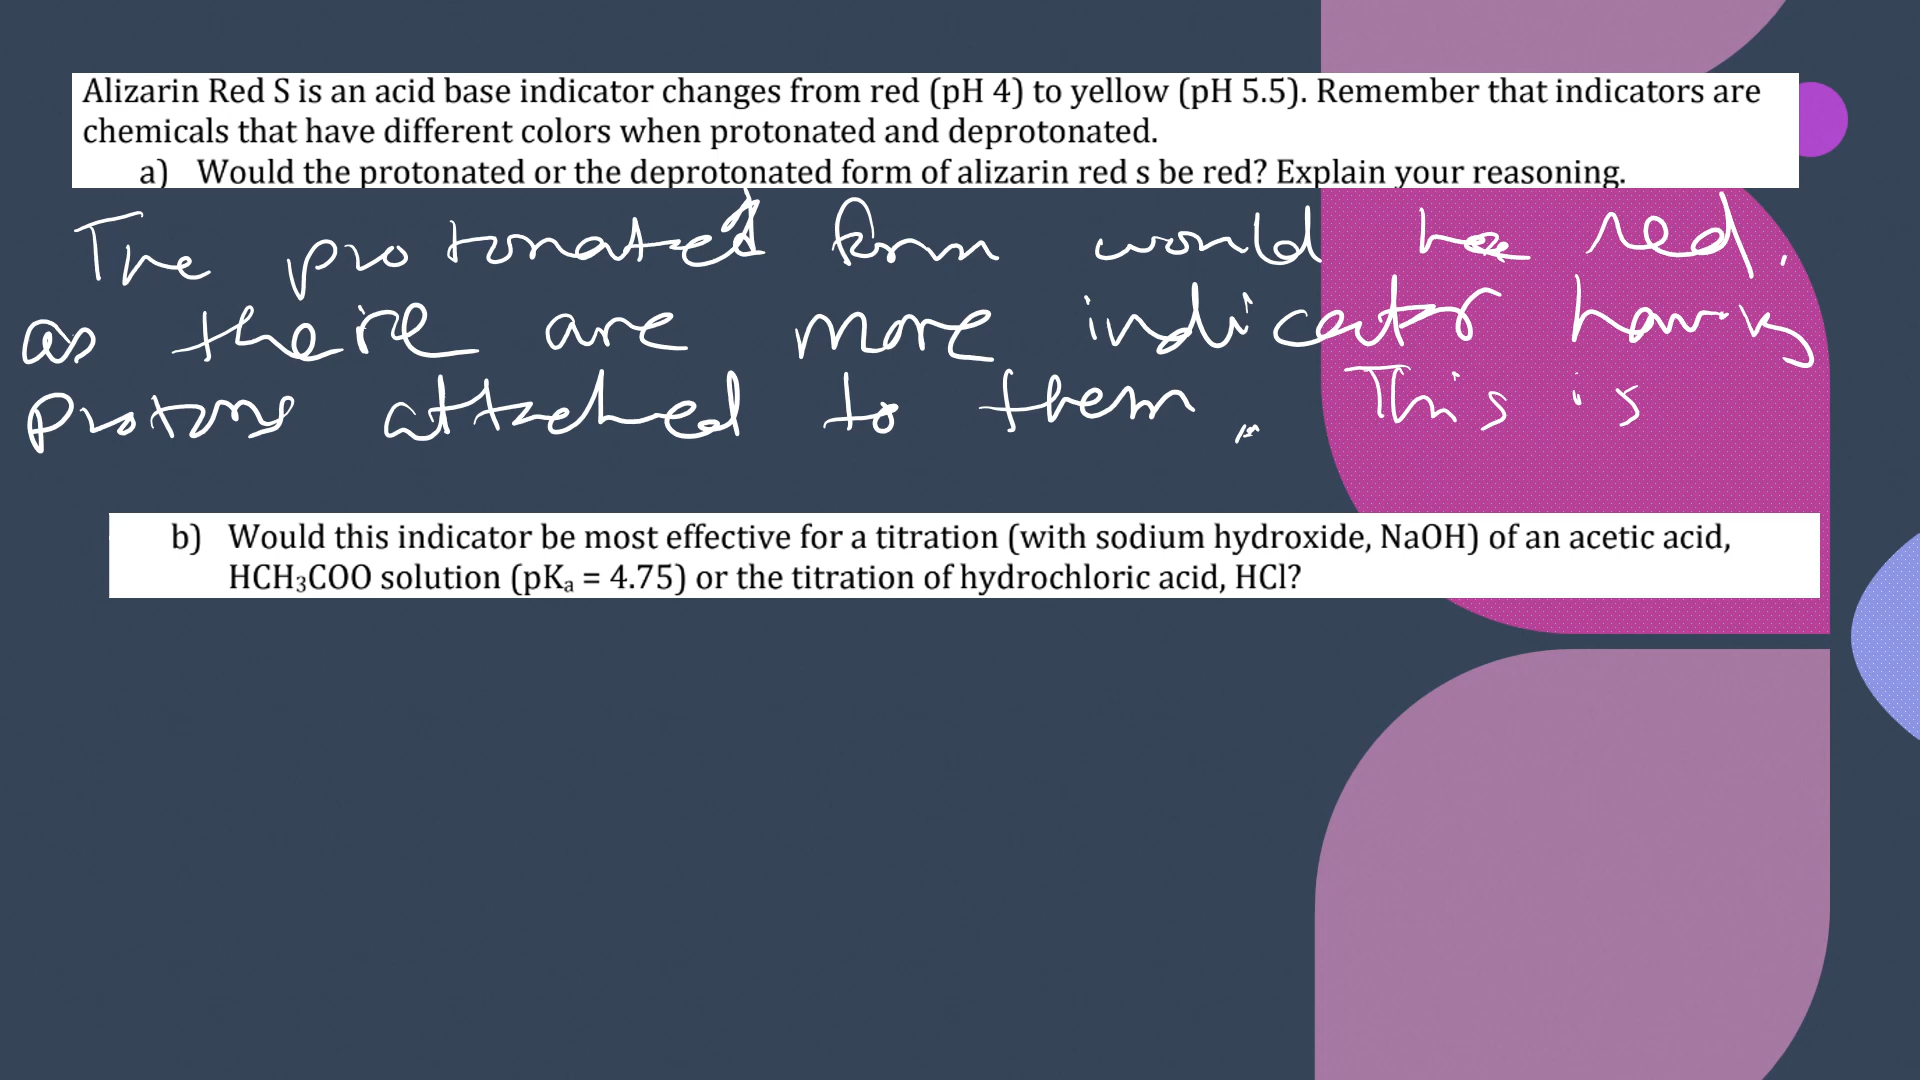 Alizarin Red S is an acid base indicator changes from red (pH 4) to yellow (pH 5.5). Remember that indicators are
chemicals that have different colors when protonated and deprotonated.
a) Would the protonated or the deprotonated form of alizarin red s be red? Explain your reasoning.
The protonated form would be red.
as there are more indicator having
protons attached to them. This is
b) Would this indicator be most effective for a titration (with sodium hydroxide, NaOH) of an acetic acid,
HCH₃COO solution (pKₐ = 4.75) or the titration of hydrochloric acid, HCl?